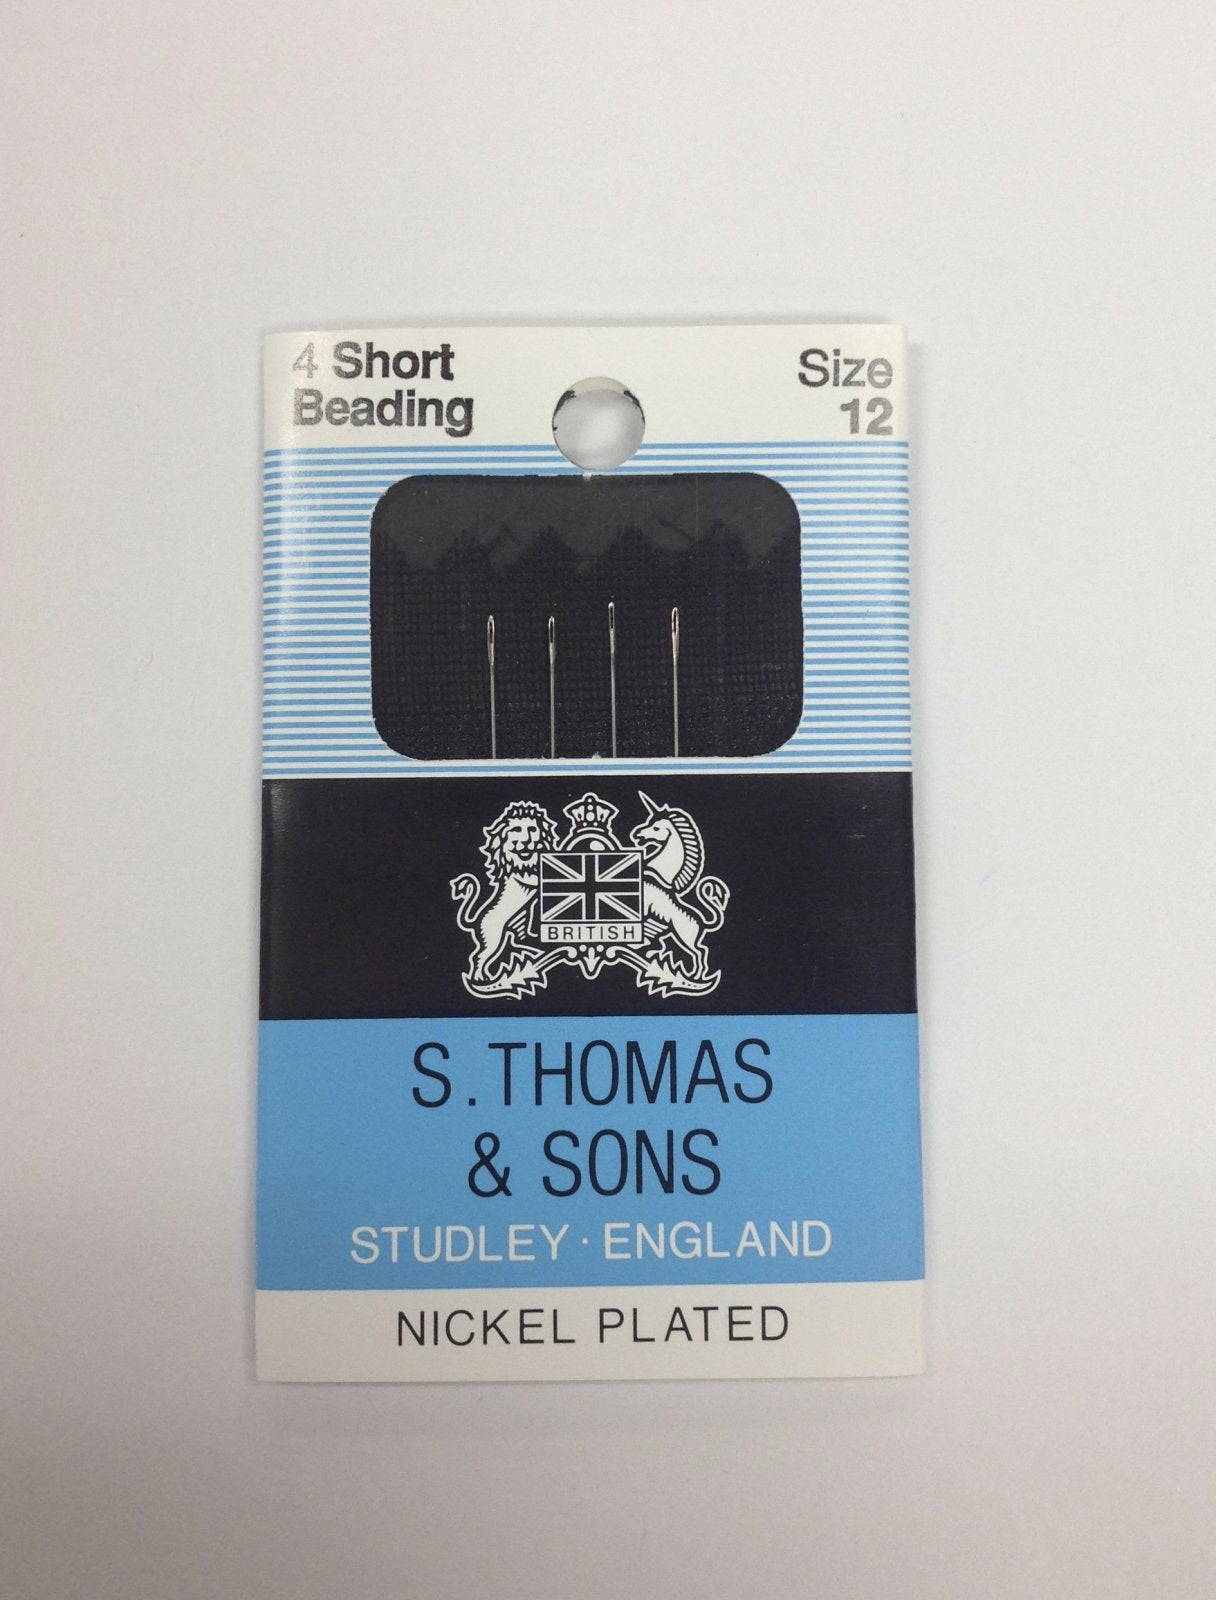 4 Short
Beading
Size
12
BRITISH
S. THOMAS
& SONS
STUDLEY · ENGLAND
NICKEL PLATED